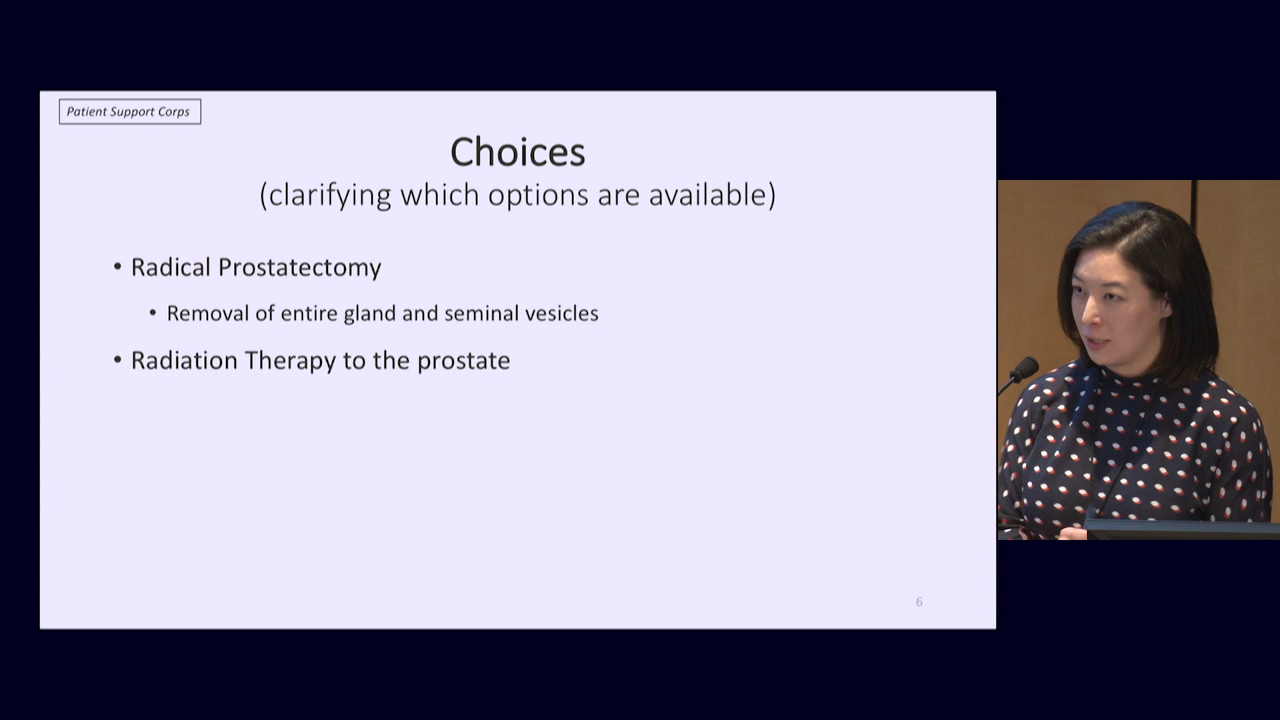 Patient Support Corps
Choices
(clarifying which options are available)
• Radical Prostatectomy
• Removal of entire gland and seminal vesicles
• Radiation Therapy to the prostate
6